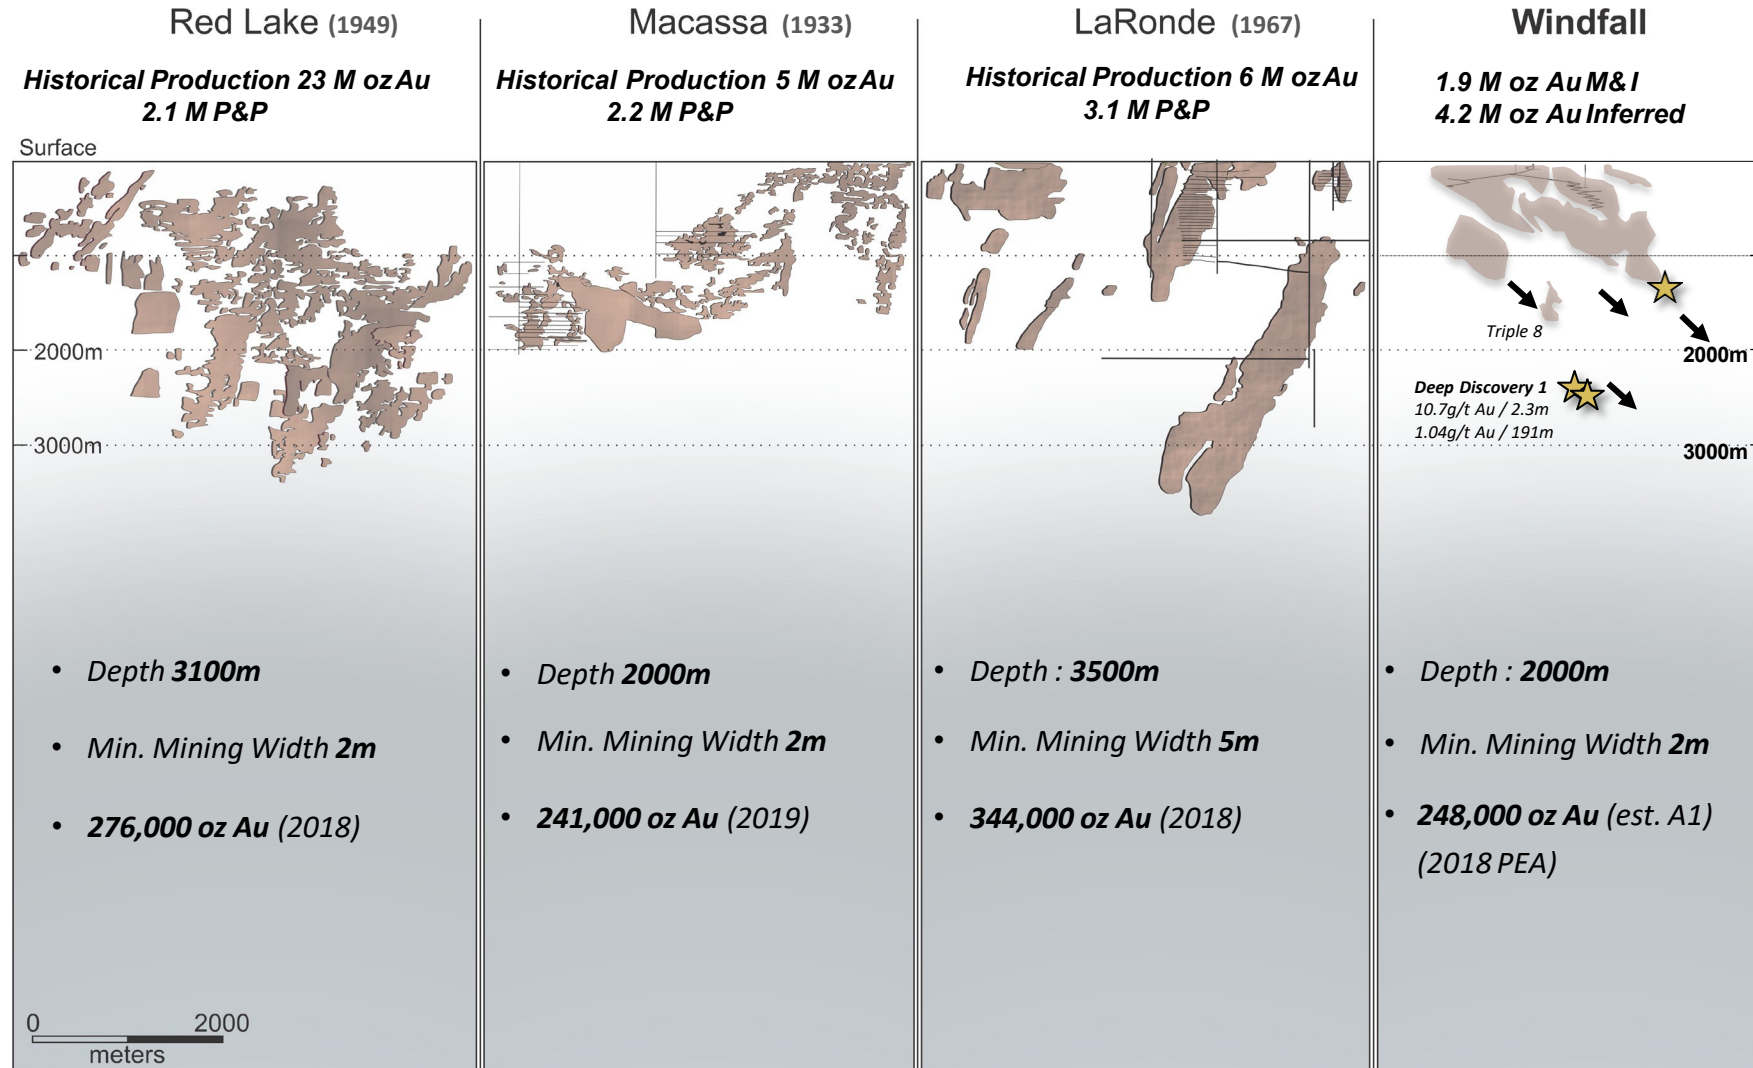 Red Lake (1949)
Historical Production 23 M oz Au
2.1 M P&P
Surface
2000m
3000m
• Depth 3100m
• Min. Mining Width 2m
• 276,000 oz Au (2018)
0 2000
meters
Macassa (1933)
Historical Production 5 M oz Au
2.2 M P&P
• Depth 2000m
• Min. Mining Width 2m
• 241,000 oz Au (2019)
LaRonde (1967)
Historical Production 6 M oz Au
3.1 M P&P
• Depth : 3500m
• Min. Mining Width 5m
• 344,000 oz Au (2018)
Windfall
1.9 M oz Au M&I
4.2 M oz Au Inferred
Triple 8
2000m
Deep Discovery 1
10.7g/t Au / 2.3m
1.04g/t Au / 191m
3000m
• Depth : 2000m
• Min. Mining Width 2m
• 248,000 oz Au (est. A1)
(2018 PEA)